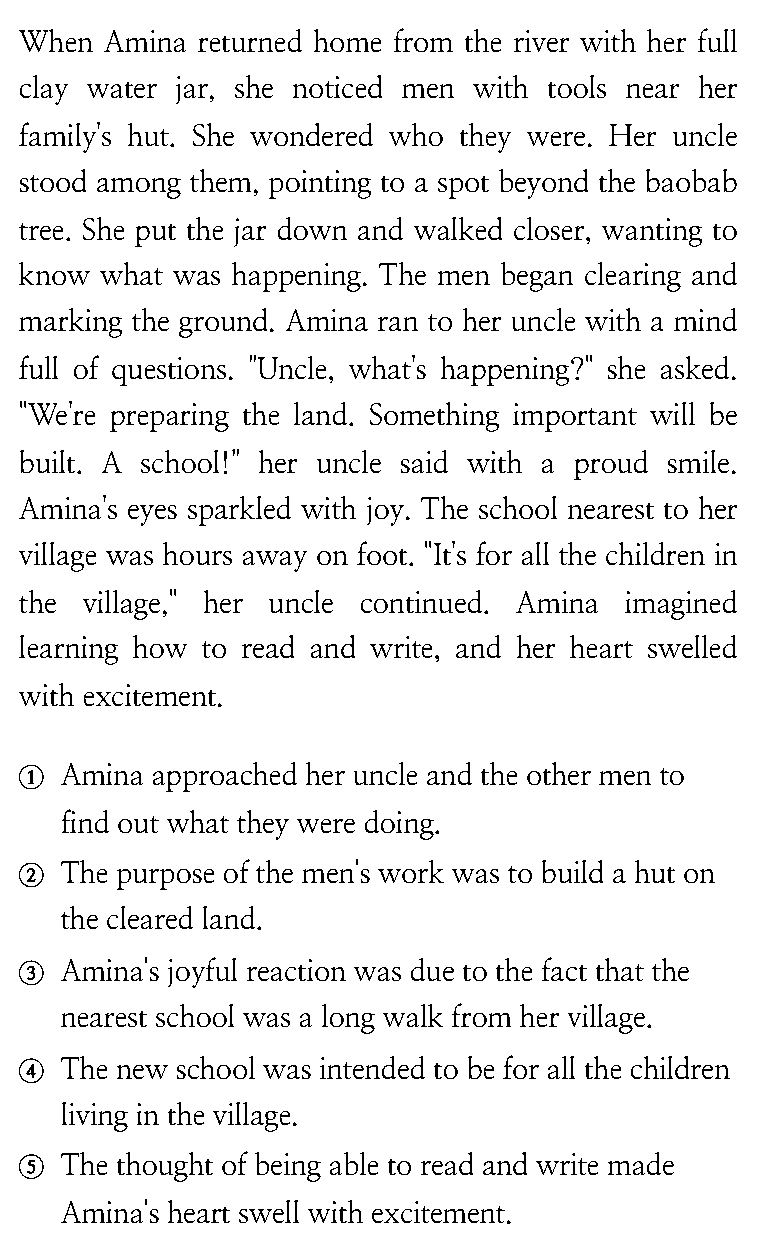 When Amina returned home from the river with her full
clay water jar, she noticed men with tools near her
family's hut. She wondered who they were. Her uncle
stood among them, pointing to a spot beyond the baobab
tree. She put the jar down and walked closer, wanting to
know what was happening. The men began clearing and
marking the ground. Amina ran to her uncle with a mind
full of questions. "Uncle, what's happening?" she asked.
"We're preparing the land. Something important will be
built. A school!" her uncle said with a proud smile.
Amina's eyes sparkled with joy. The school nearest to her
village was hours away on foot. "It's for all the children in
the village," her uncle continued. Amina imagined
learning how to read and write, and her heart swelled
with excitement.
① Amina approached her uncle and the other men to
find out what they were doing.
② The purpose of the men's work was to build a hut on
the cleared land.
③ Amina's joyful reaction was due to the fact that the
nearest school was a long walk from her village.
④ The new school was intended to be for all the children
living in the village.
⑤ The thought of being able to read and write made
Amina's heart swell with excitement.